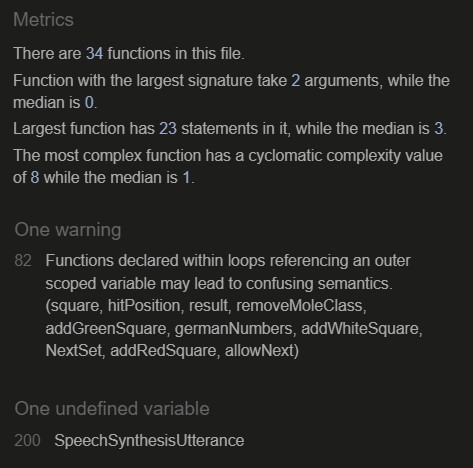 Metrics
There are 34 functions in this file.
Function with the largest signature take 2 arguments, while the
median is 0.
Largest function has 23 statements in it, while the median is 3.
The most complex function has a cyclomatic complexity value
of 8 while the median is 1.
One warning
82 Functions declared within loops referencing an outer
scoped variable may lead to confusing semantics.
(square, hitPosition, result, removeMoleClass,
addGreenSquare, germanNumbers, addWhiteSquare,
NextSet, addRedSquare, allowNext)
One undefined variable
200 SpeechSynthesisUtterance